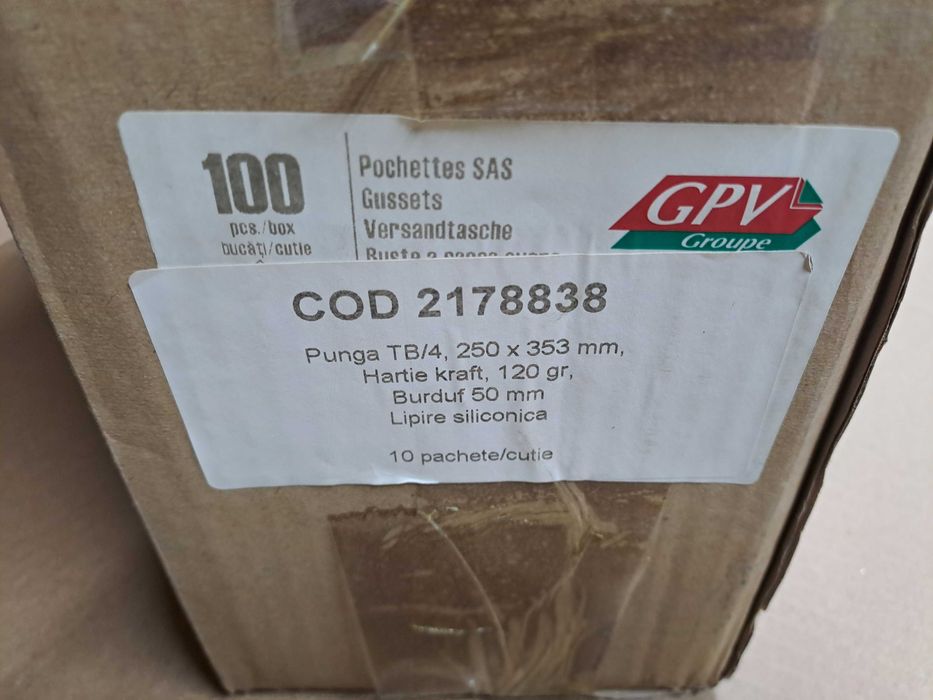 100
pcs./box
bucăți/cutie
Pochettes SAS
Gussets
Versandtasche
GPV
Groupe
COD 2178838
Punga TB/4, 250 x 353 mm,
Hartie kraft, 120 gr,
Burduf 50 mm
Lipire siliconica
10 pachete/cutie